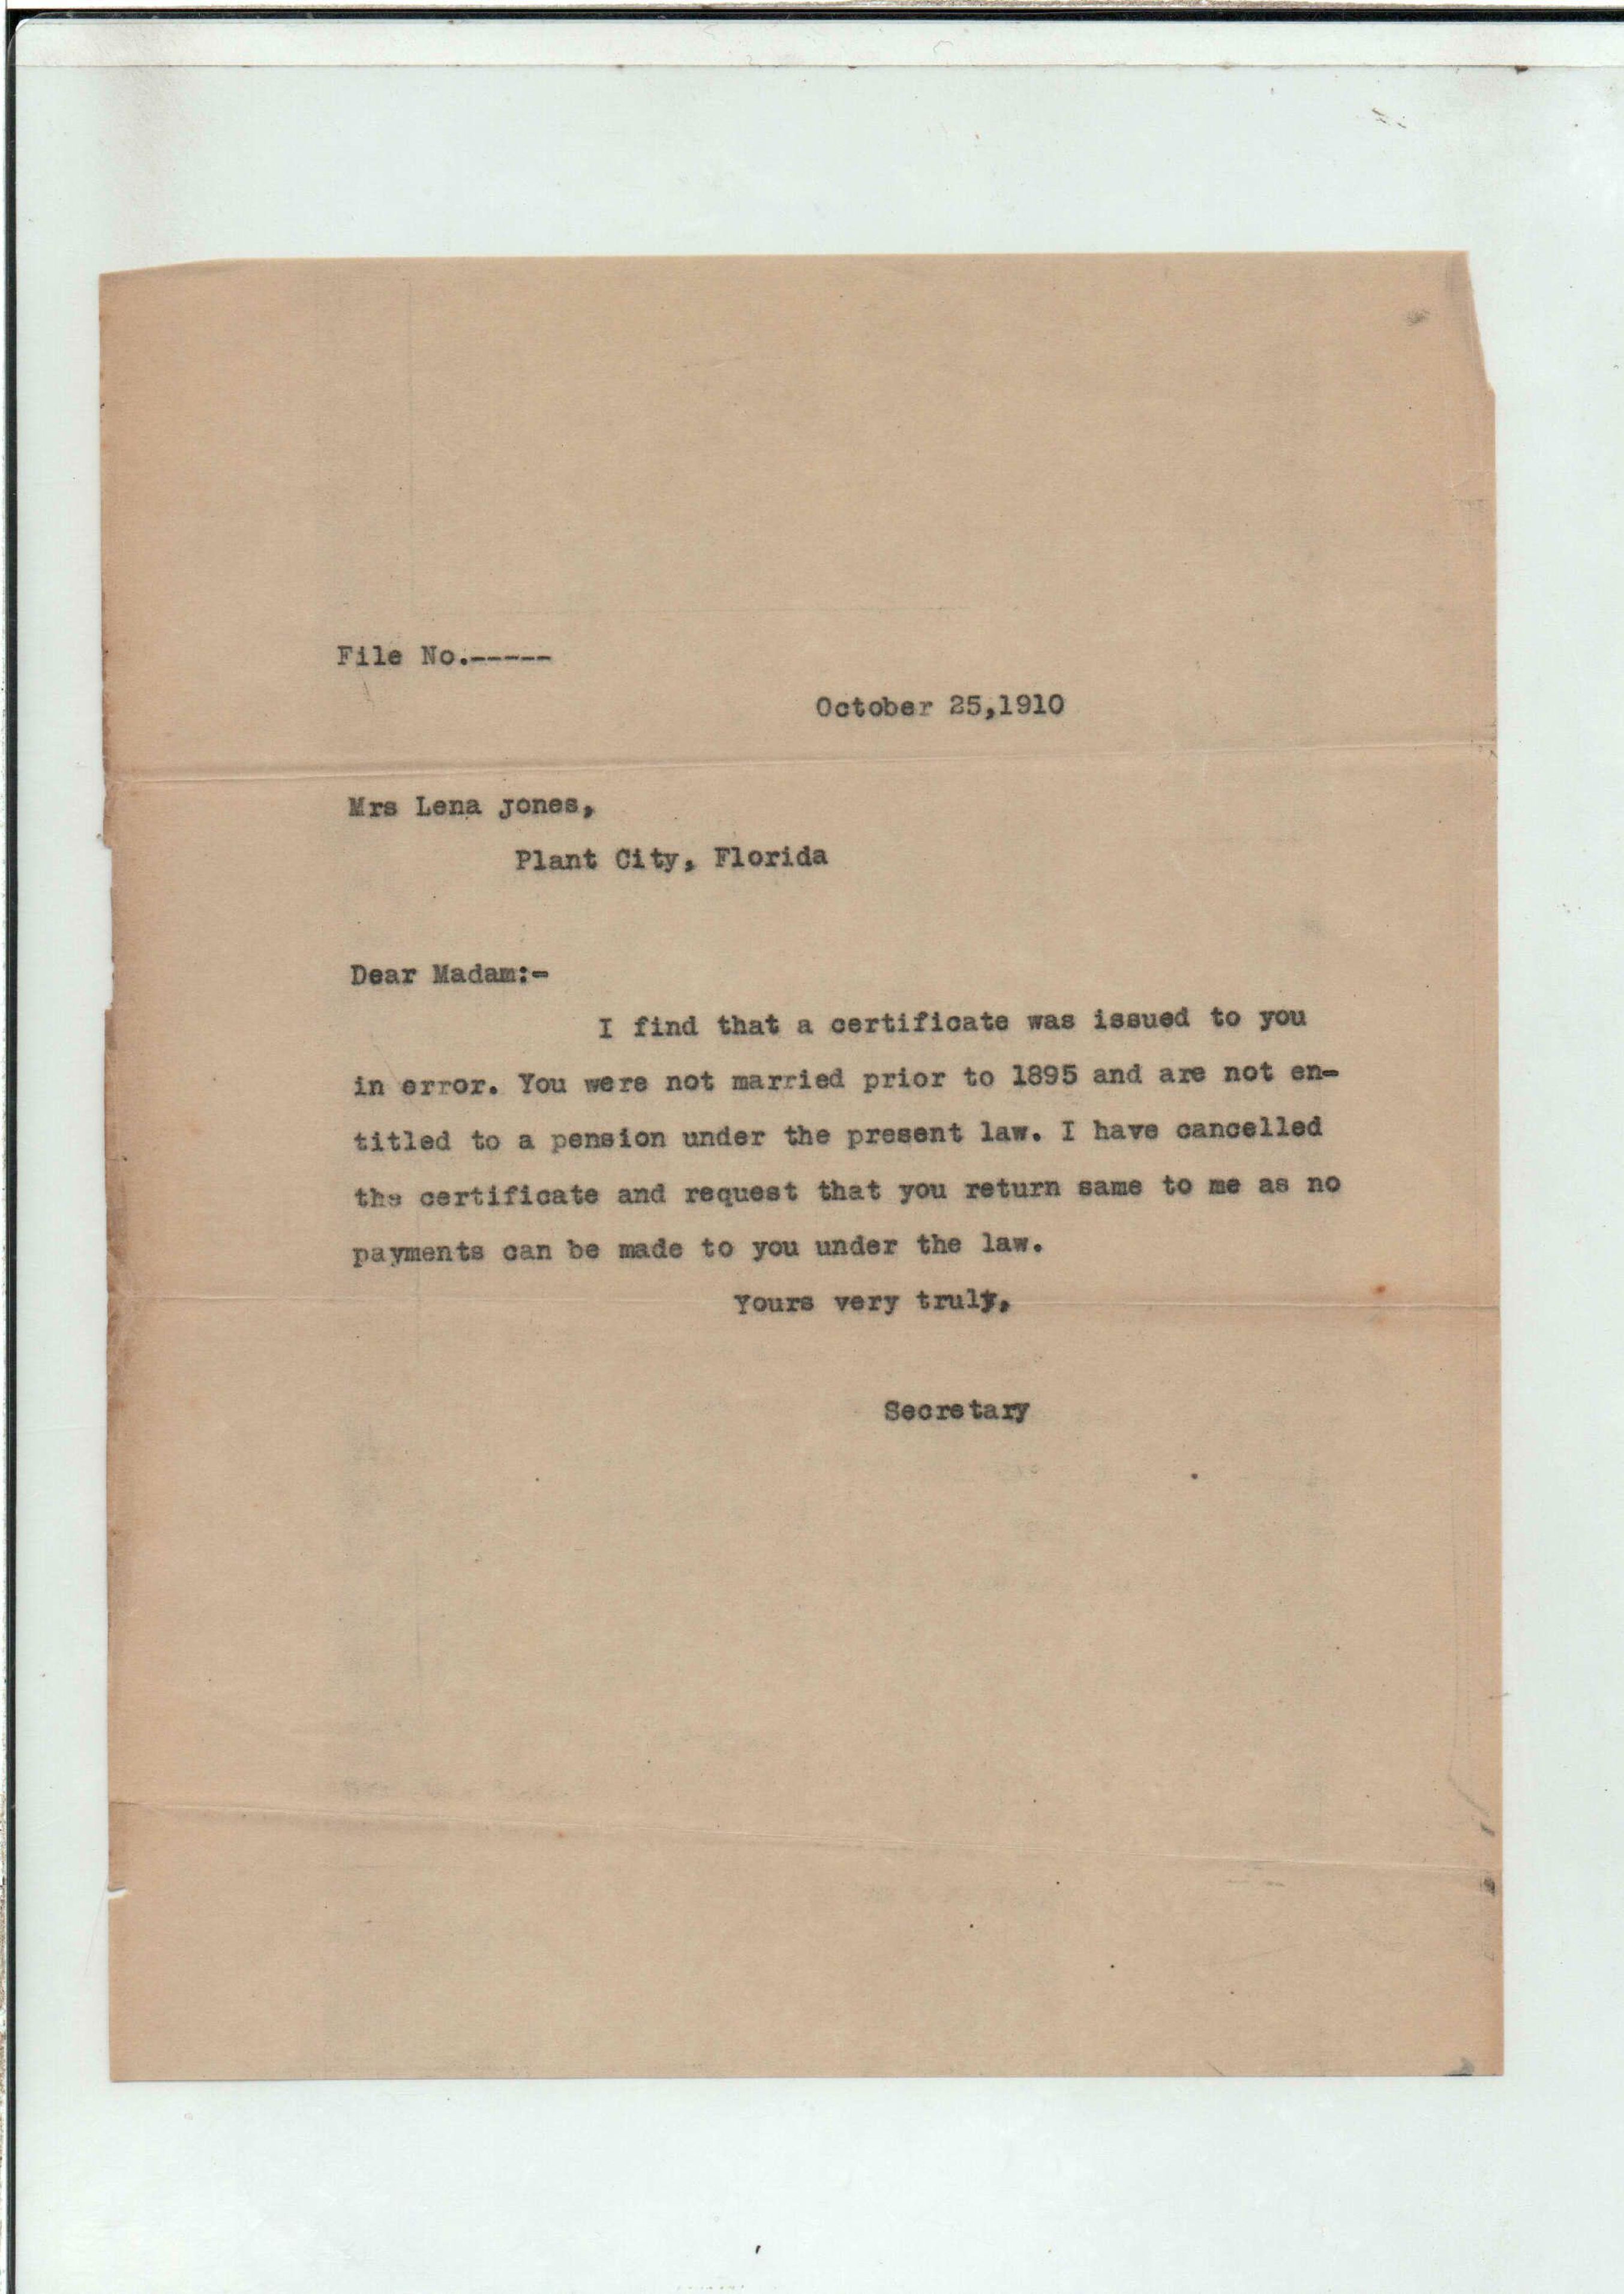 File No.-----
October 25,1910
Mrs Lena Jones,
Plant City, Florida
Dear Madam:-
I find that a certificate was issued to you
in error. You were not married prior to 1895 and are not en-
titled to a pension under the present law. I have cancelled
the certificate and request that you return same to me as no
payments can be made to you under the law.
Yours very truly,
Secretary